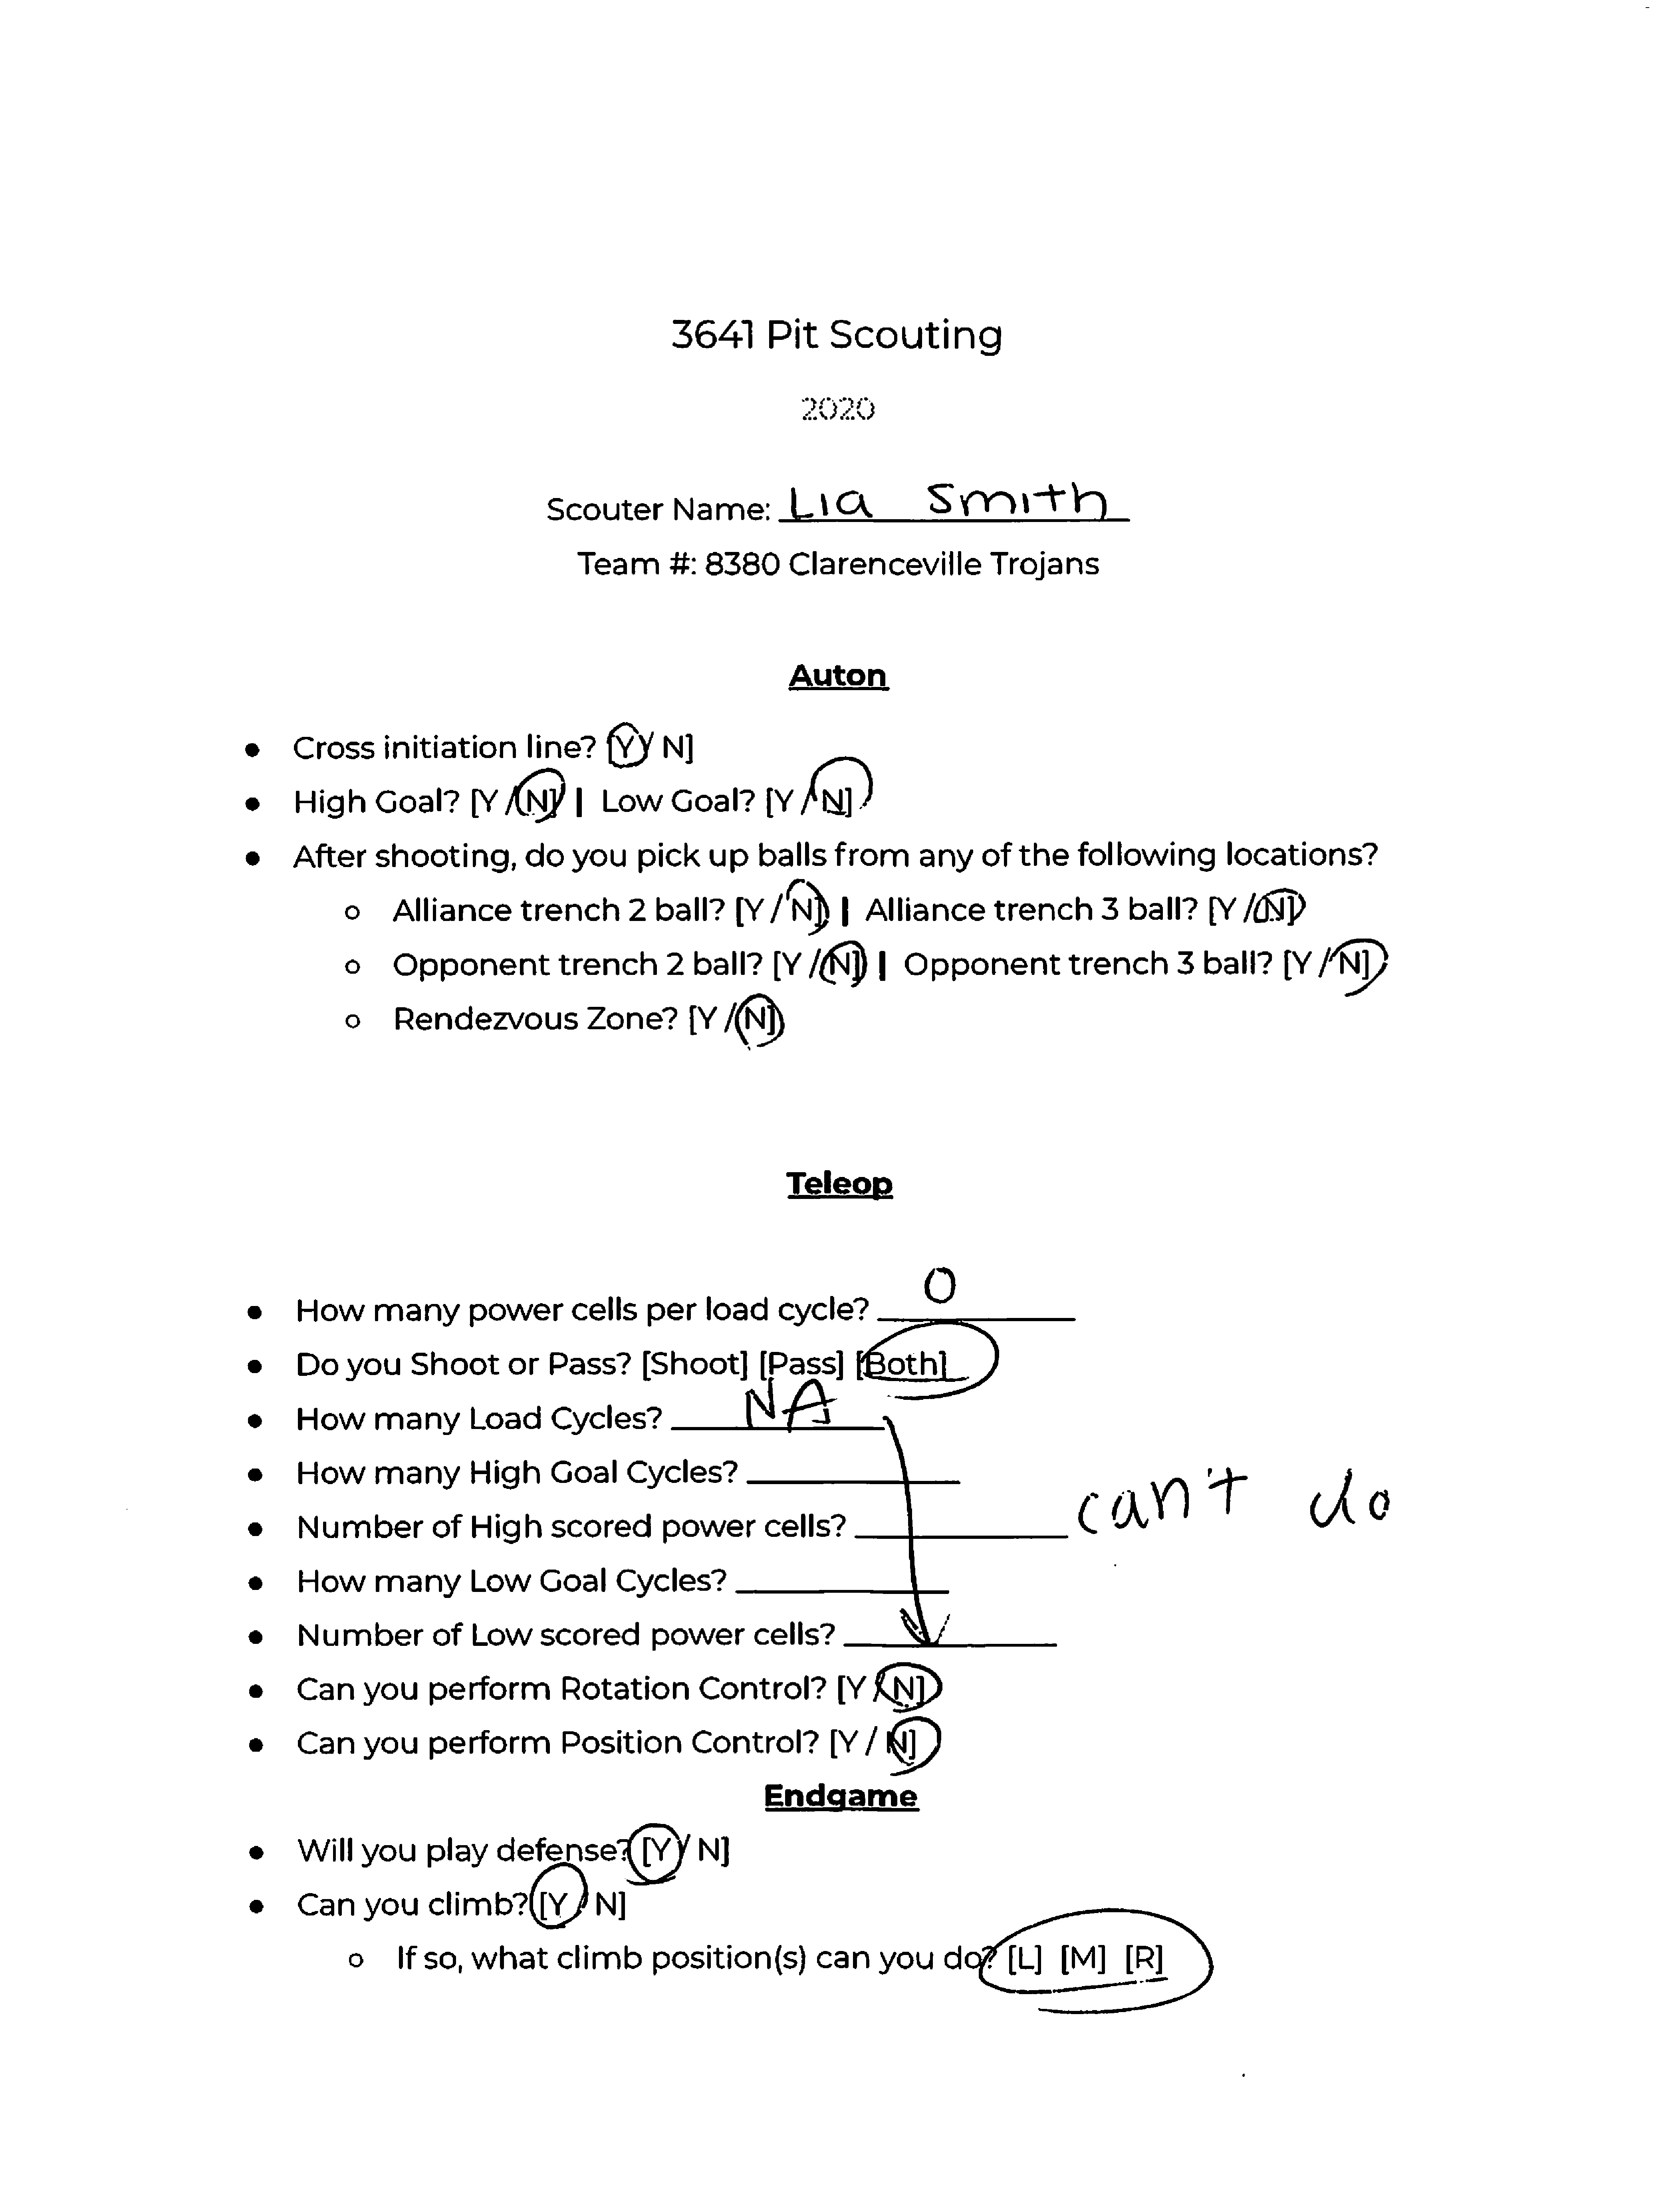 3641 Pit Scouting
2020
Scouter Name: Lia Smith
Team #: 8380 Clarenceville Trojans
Auton
● Cross initiation line? [Y / N]
● High Goal? [Y / N] | Low Goal? [Y / N]
● After shooting, do you pick up balls from any of the following locations?
○ Alliance trench 2 ball? [Y / N] | Alliance trench 3 ball? [Y / N]
○ Opponent trench 2 ball? [Y / N] | Opponent trench 3 ball? [Y / N]
○ Rendezvous Zone? [Y / N]
Teleop
● How many power cells per load cycle? 0
● Do you Shoot or Pass? [Shoot] [Pass] [Both]
● How many Load Cycles? NA
● How many High Goal Cycles?
● Number of High scored power cells? can't do
● How many Low Goal Cycles?
● Number of Low scored power cells?
● Can you perform Rotation Control? [Y / N]
● Can you perform Position Control? [Y / N]
Endgame
● Will you play defense? [Y / N]
● Can you climb? [Y / N]
○ If so, what climb position(s) can you do? [L] [M] [R]